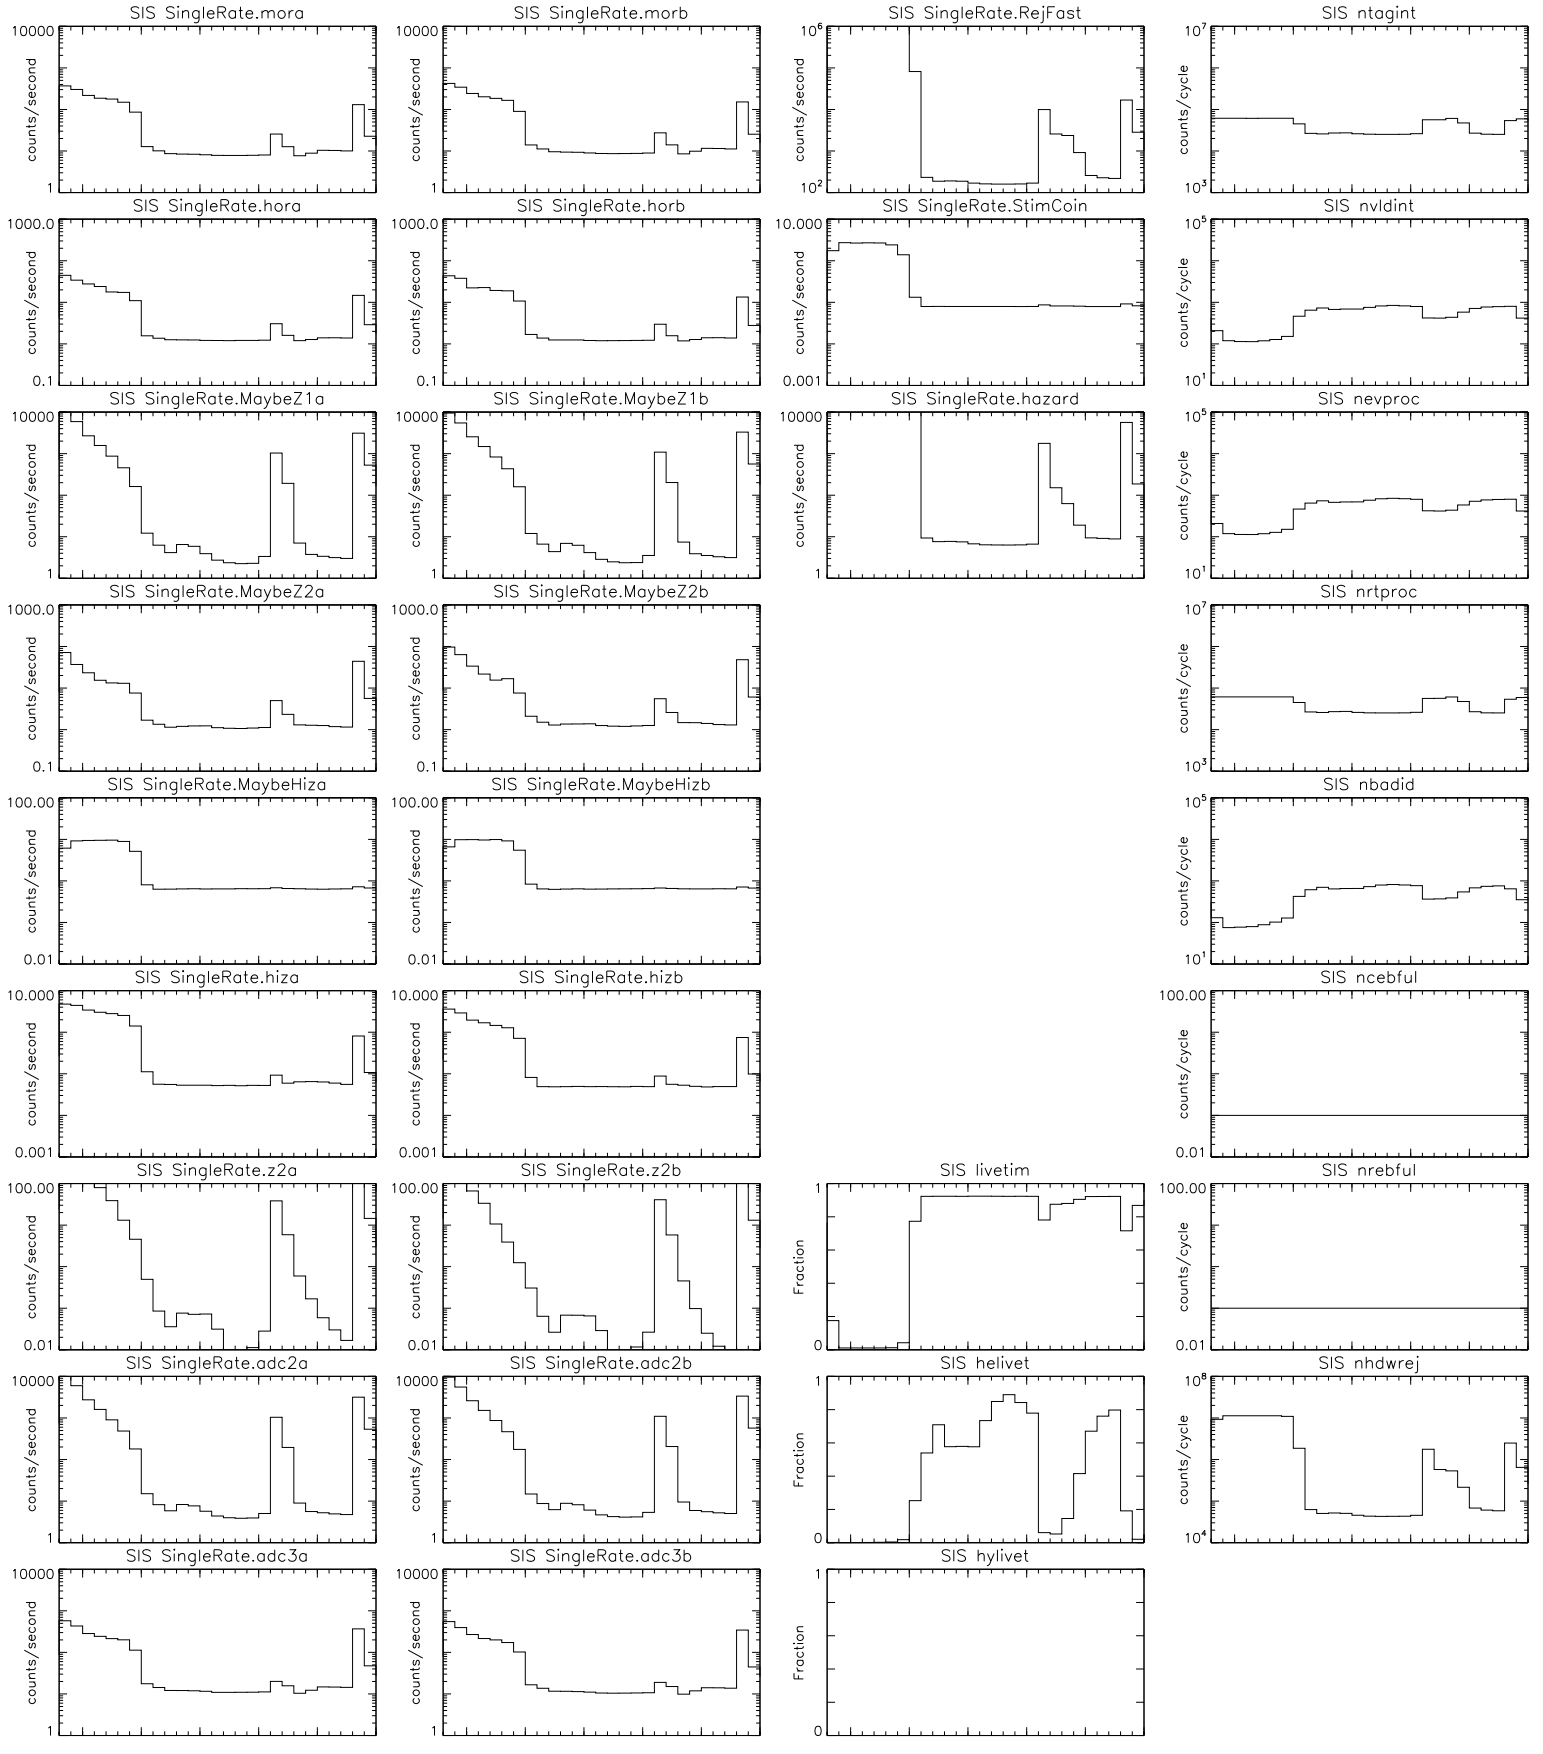 SIS SingleRate.mora
10000
counts/second
1
SIS SingleRate.morb
10000
counts/second
1
SIS SingleRate.RejFast
10⁶
counts/second
10²
SIS ntagint
10⁷
counts/cycle
10³
SIS SingleRate.hora
1000.0
counts/second
0.1
SIS SingleRate.horb
1000.0
counts/second
0.1
SIS SingleRate.StimCoin
10.000
counts/second
0.001
SIS nvldint
10⁵
counts/cycle
10¹
SIS SingleRate.MaybeZ1a
10000
counts/second
1
SIS SingleRate.MaybeZ1b
10000
counts/second
1
SIS SingleRate.hazard
10000
counts/second
1
SIS nevproc
10⁵
counts/cycle
10¹
SIS SingleRate.MaybeZ2a
1000.0
counts/second
0.1
SIS SingleRate.MaybeZ2b
1000.0
counts/second
0.1
SIS nrtproc
10⁷
counts/cycle
10³
SIS SingleRate.MaybeHiza
100.00
counts/second
0.01
SIS SingleRate.MaybeHizb
100.00
counts/second
0.01
SIS nbadid
10⁵
counts/cycle
10¹
SIS SingleRate.hiza
10.000
counts/second
0.001
SIS SingleRate.hizb
10.000
counts/second
0.001
SIS ncebful
100.00
counts/cycle
0.01
SIS SingleRate.z2a
100.00
counts/second
0.01
SIS SingleRate.z2b
100.00
counts/second
0.01
SIS livetim
1
Fraction
0
SIS nrebful
100.00
counts/cycle
0.01
SIS SingleRate.adc2a
10000
counts/second
1
SIS SingleRate.adc2b
10000
counts/second
1
SIS helivet
1
Fraction
0
SIS nhdwrej
10⁸
counts/cycle
10⁴
SIS SingleRate.adc3a
10000
counts/second
1
SIS SingleRate.adc3b
10000
counts/second
1
SIS hylivet
1
Fraction
0